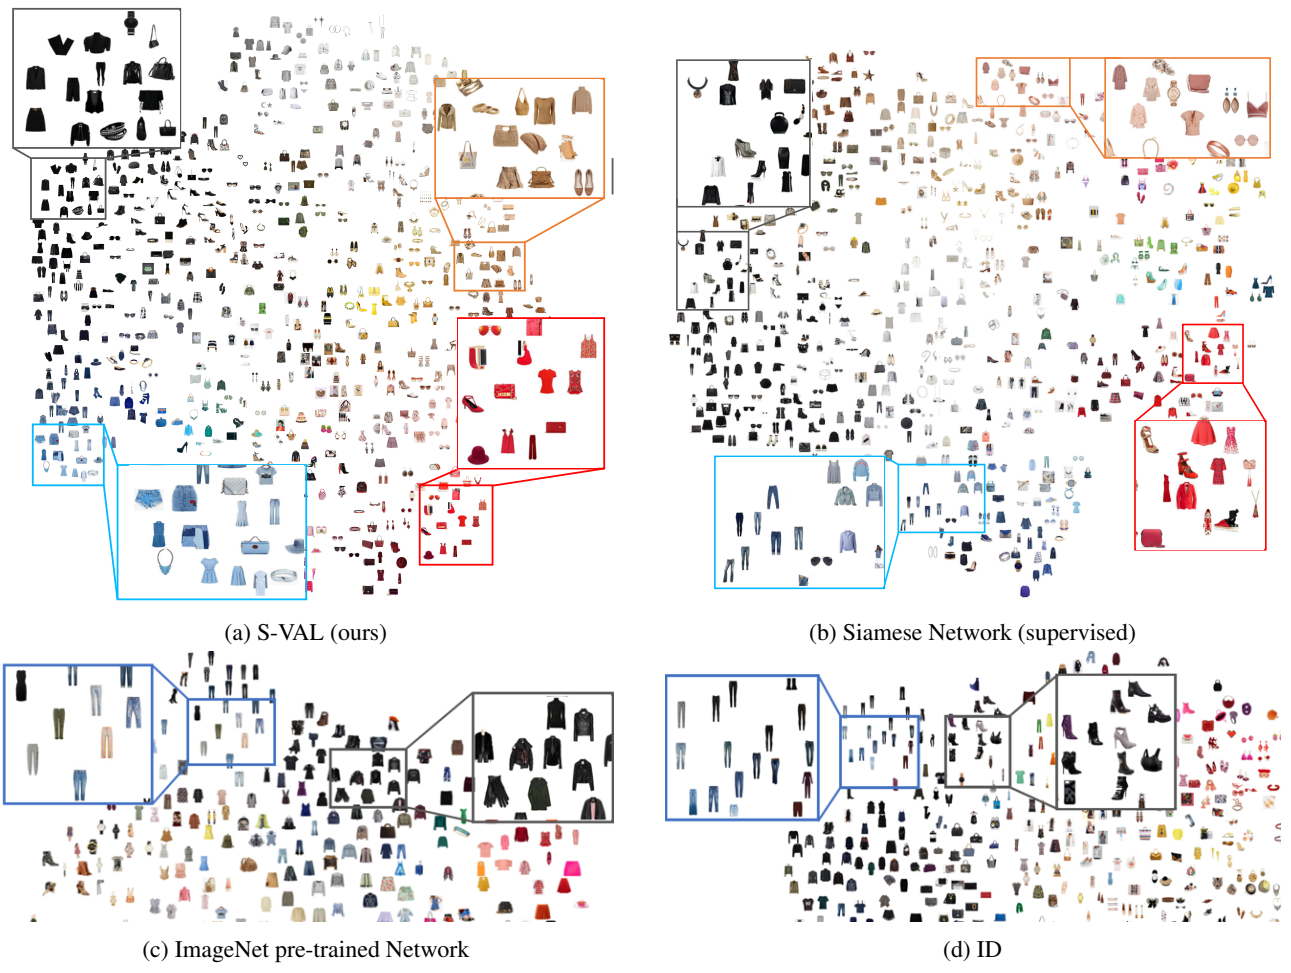 (a) S-VAL (ours)
(b) Siamese Network (supervised)
(c) ImageNet pre-trained Network
(d) ID